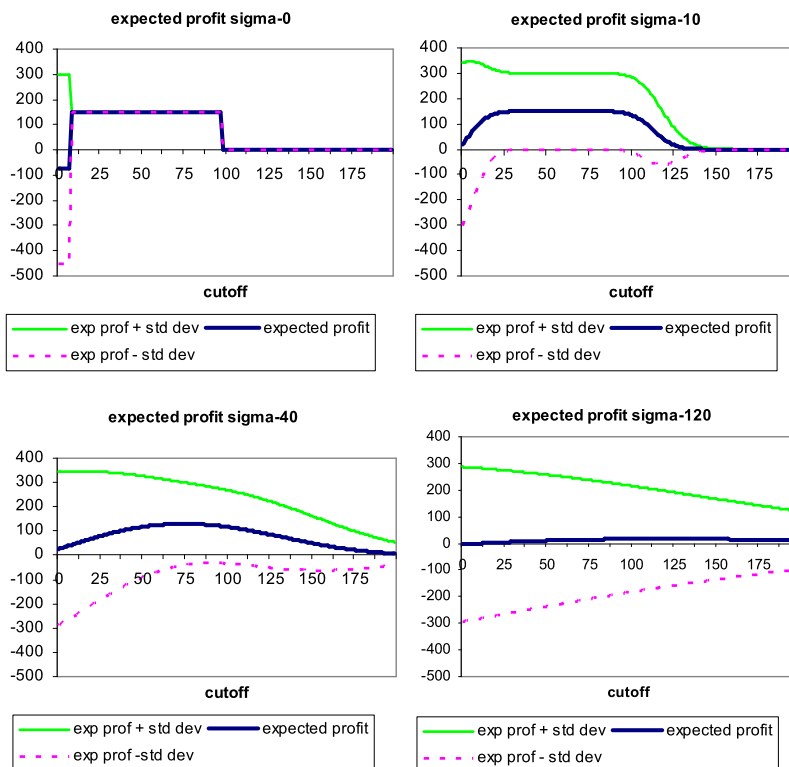 expected profit sigma-0
400
300
200
100
0
-100
-200
-300
-400
-500
0 25 50 75 100 125 150 175
cutoff
exp prof + std dev expected profit
exp prof - std dev
expected profit sigma-10
400
300
200
100
0
-100
-200
-300
-400
-500
0 25 50 75 100 125 150 175
cutoff
exp prof + std dev expected profit
exp prof - std dev
expected profit sigma-40
400
300
200
100
0
-100
-200
-300
-400
-500
0 25 50 75 100 125 150 175
cutoff
exp prof + std dev expected profit
exp prof -std dev
expected profit sigma-120
400
300
200
100
0
-100
-200
-300
-400
-500
0 25 50 75 100 125 150 175
cutoff
exp prof + std dev expected profit
exp prof - std dev